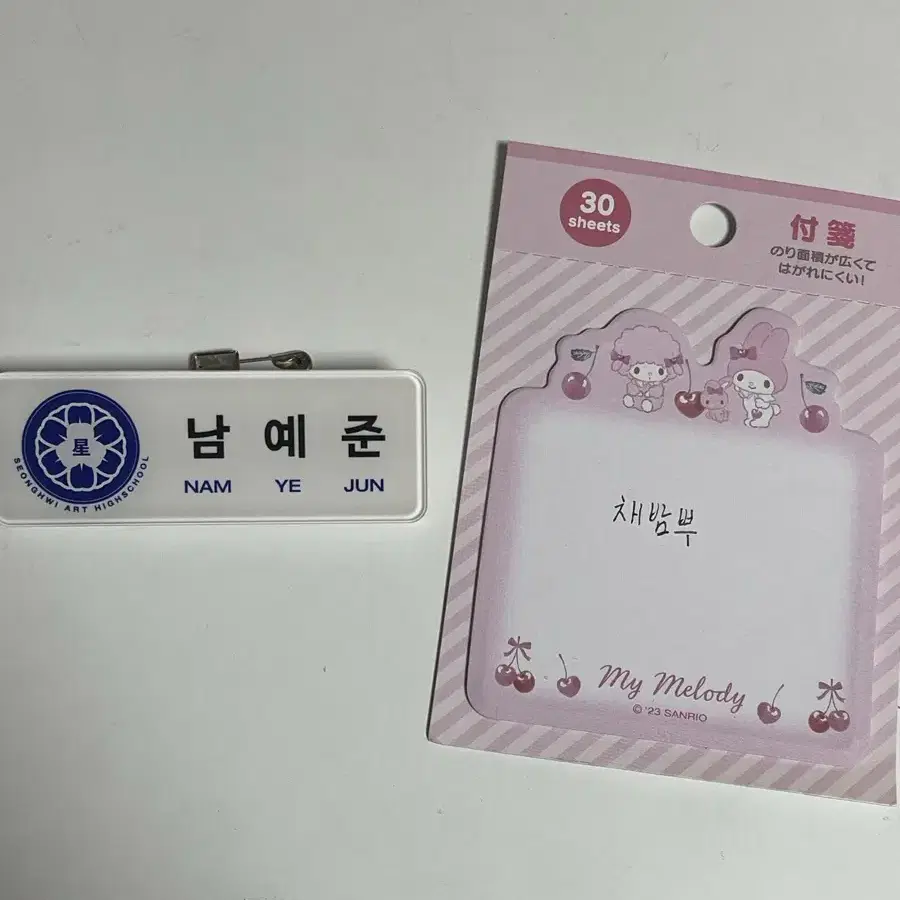 남 예 준
NAM YE JUN
星
SEONGHWI ART HIGHSCHOOL
30
sheets
付箋
のり面積が広くて
はがれにくい!
채밤뿌
My Melody
© '23 SANRIO